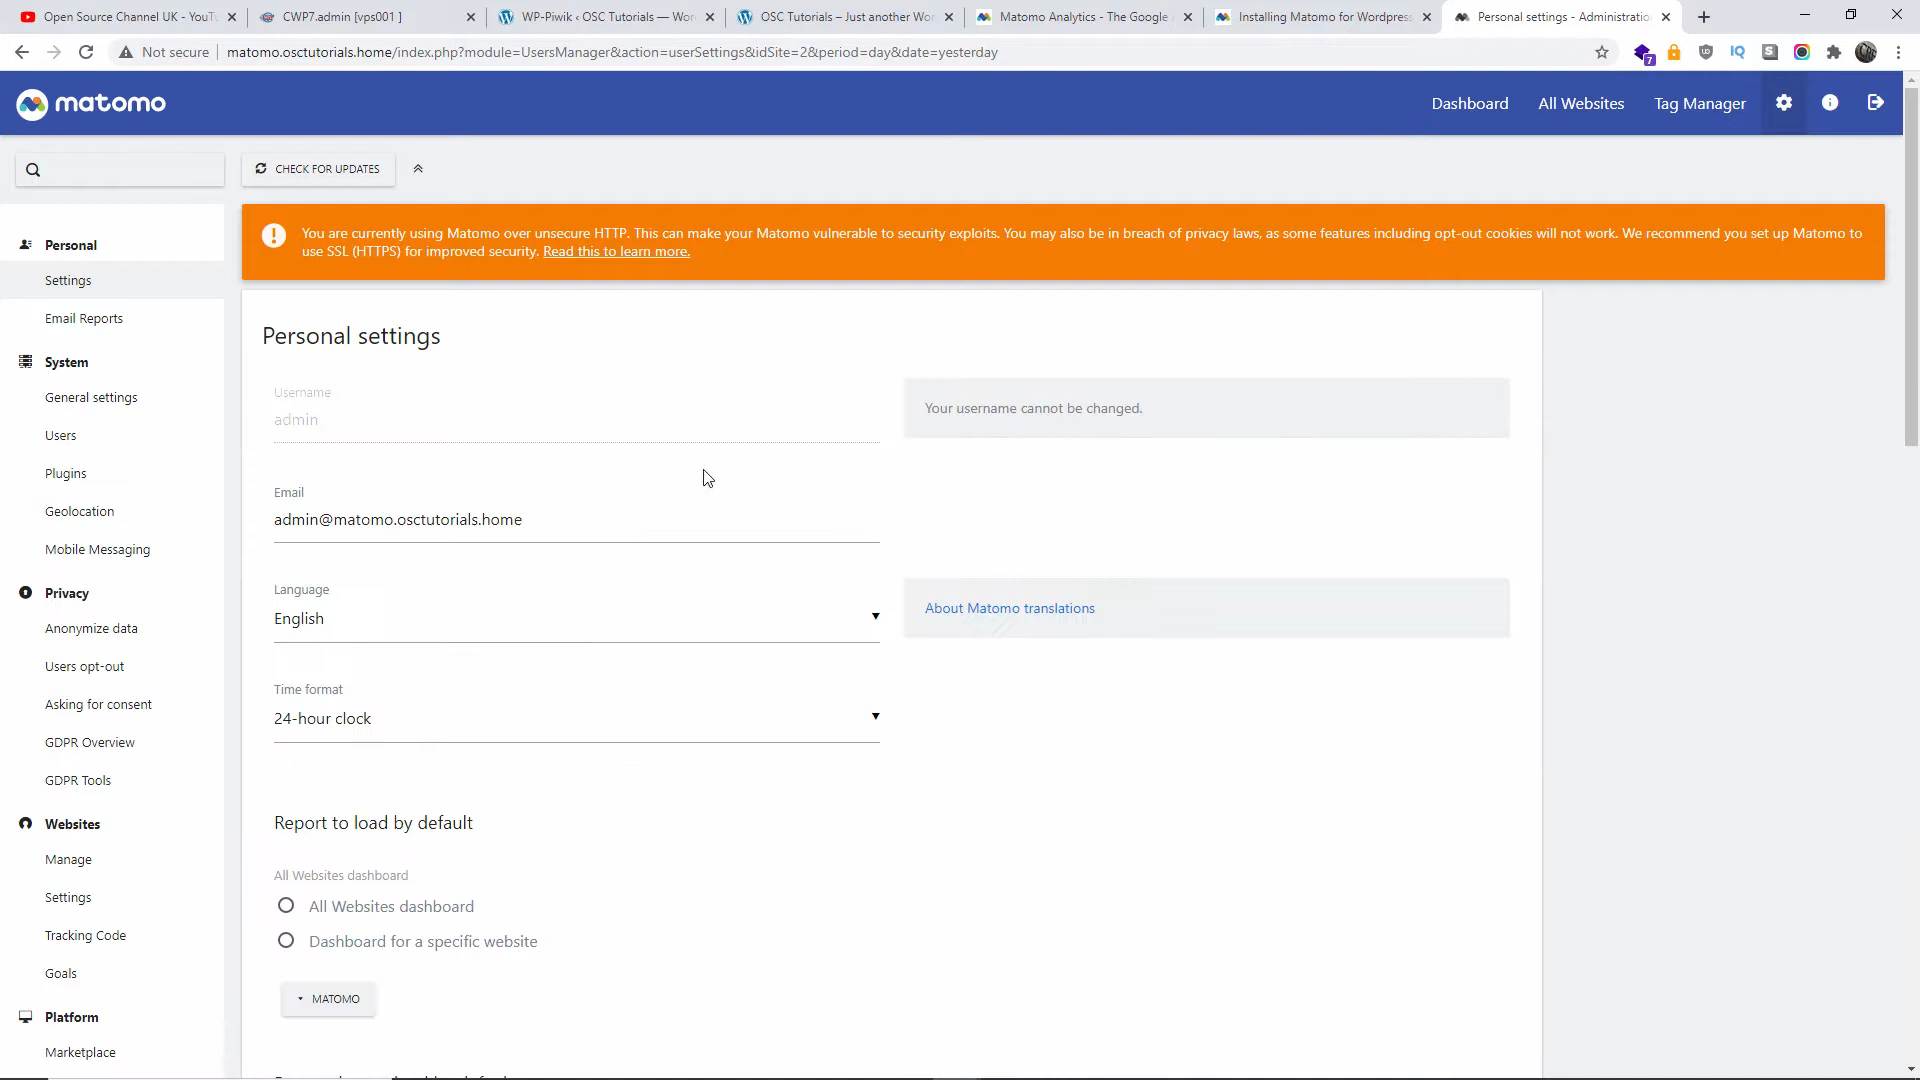 Open Source Channel UK - YouTu
CWP7.admin [vps001 ]
WP-Piwik ‹ OSC Tutorials — Wor
OSC Tutorials – Just another Wo
Matomo Analytics - The Google
Installing Matomo for Wordpress
Personal settings - Administratio
Not secure
matomo.osctutorials.home/index.php?module=UsersManager&action=userSettings&idSite=2&period=day&date=yesterday
7
IQ
S
matomo
Dashboard
All Websites
Tag Manager
CHECK FOR UPDATES
You are currently using Matomo over unsecure HTTP. This can make your Matomo vulnerable to security exploits. You may also be in breach of privacy laws, as some features including opt-out cookies will not work. We recommend you set up Matomo to
use SSL (HTTPS) for improved security. Read this to learn more.
Personal
Settings
Email Reports
System
General settings
Users
Plugins
Geolocation
Mobile Messaging
Privacy
Anonymize data
Users opt-out
Asking for consent
GDPR Overview
GDPR Tools
Websites
Manage
Settings
Tracking Code
Goals
Platform
Marketplace
Personal settings
Username
admin
Your username cannot be changed.
Email
admin@matomo.osctutorials.home
Language
English
About Matomo translations
Time format
24-hour clock
Report to load by default
All Websites dashboard
All Websites dashboard
Dashboard for a specific website
MATOMO